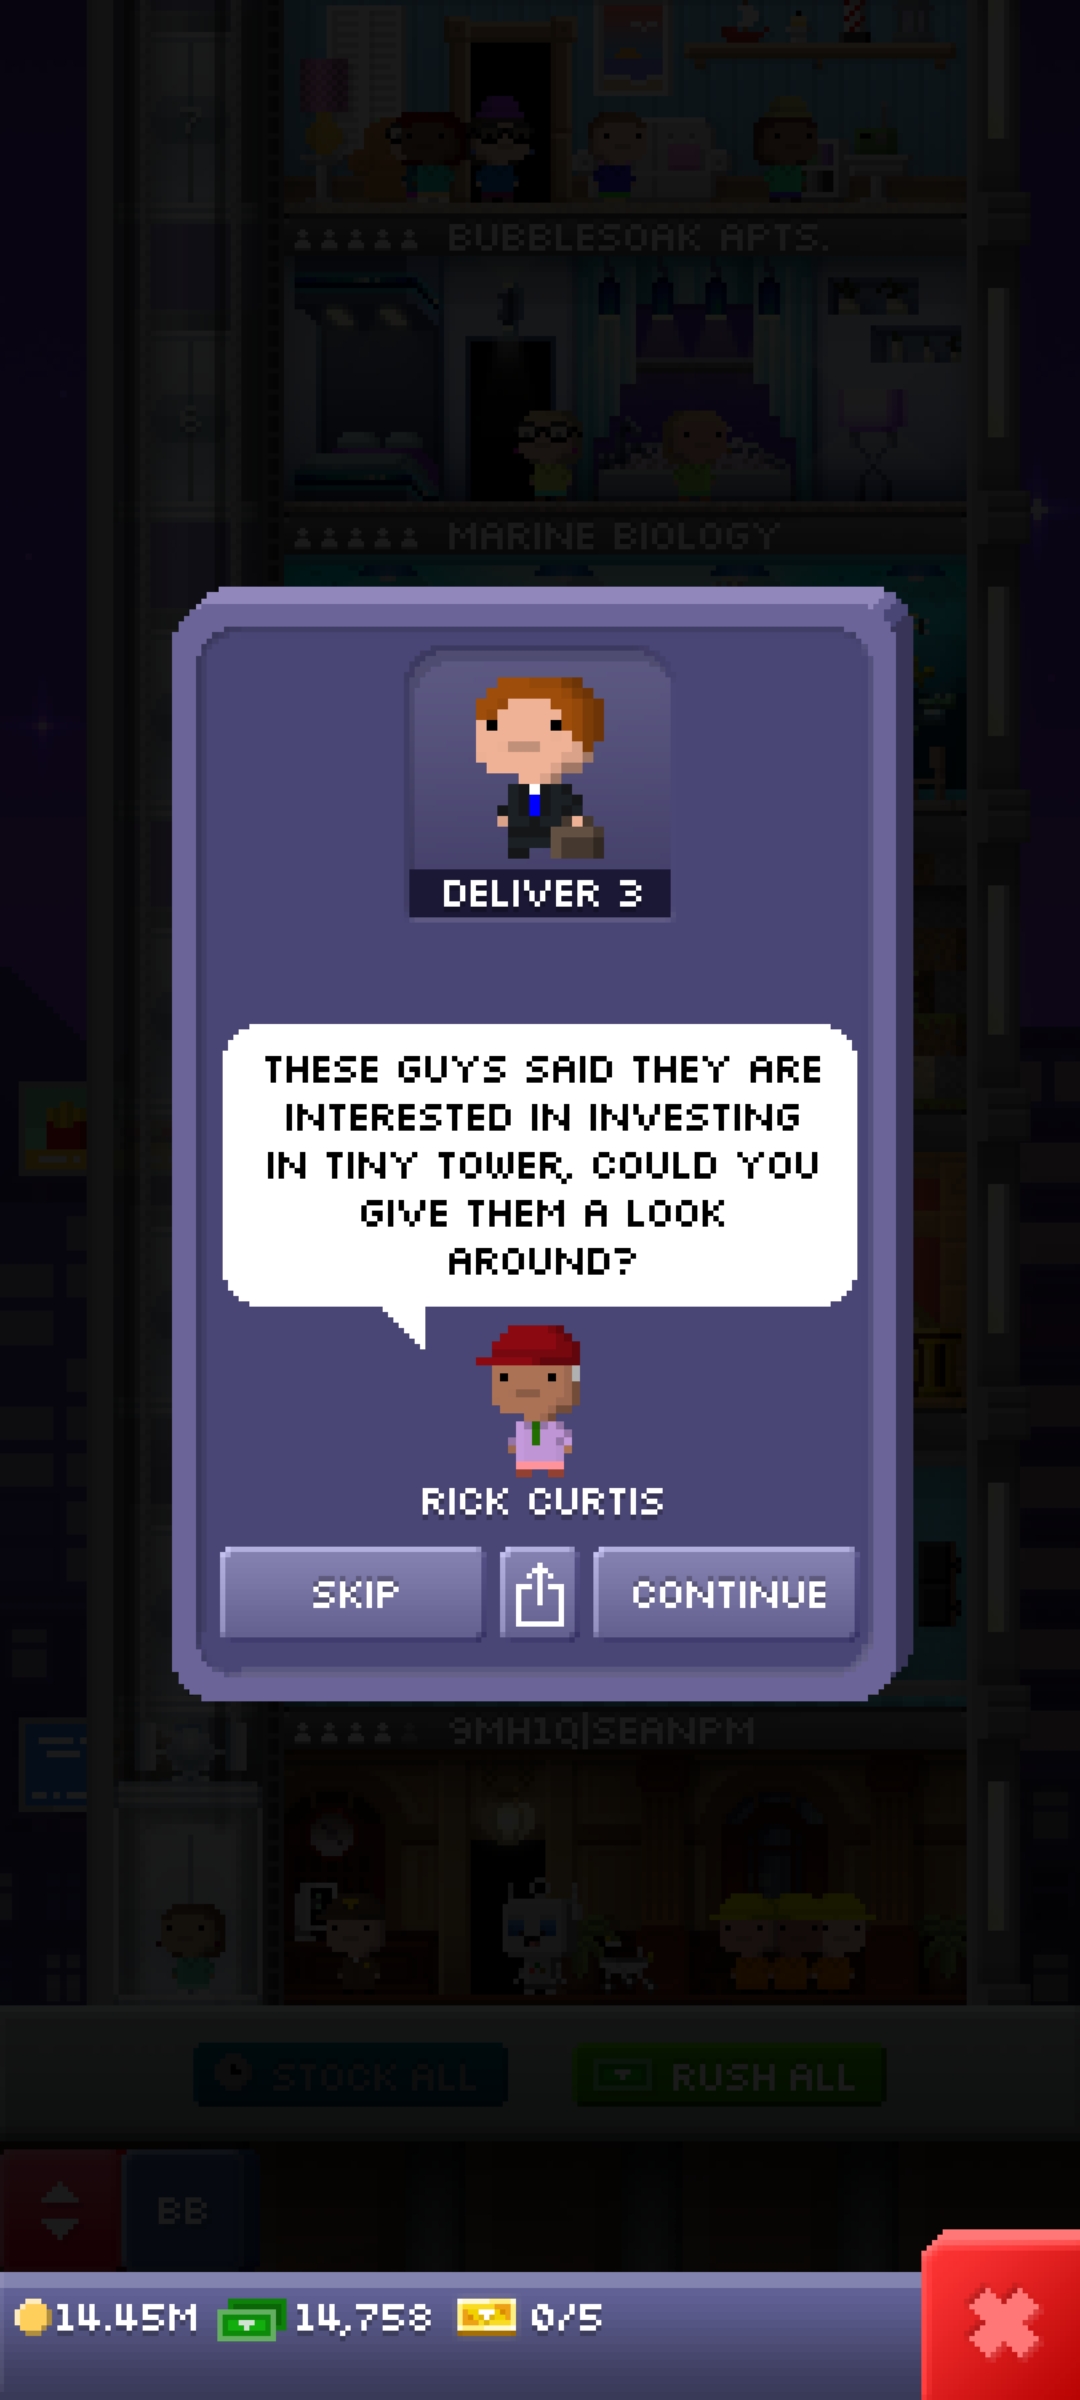 7
BUBBLESOAK APTS.
6
MARINE BIOLOGY
DELIVER 3
THESE GUYS SAID THEY ARE
INTERESTED IN INVESTING
IN TINY TOWER, COULD YOU
GIVE THEM A LOOK
AROUND?
RICK CURTIS
SKIP
CONTINUE
9MH1Q|SEANPM
STOCK ALL
RUSH ALL
BB
14.45M
14,758
0/5